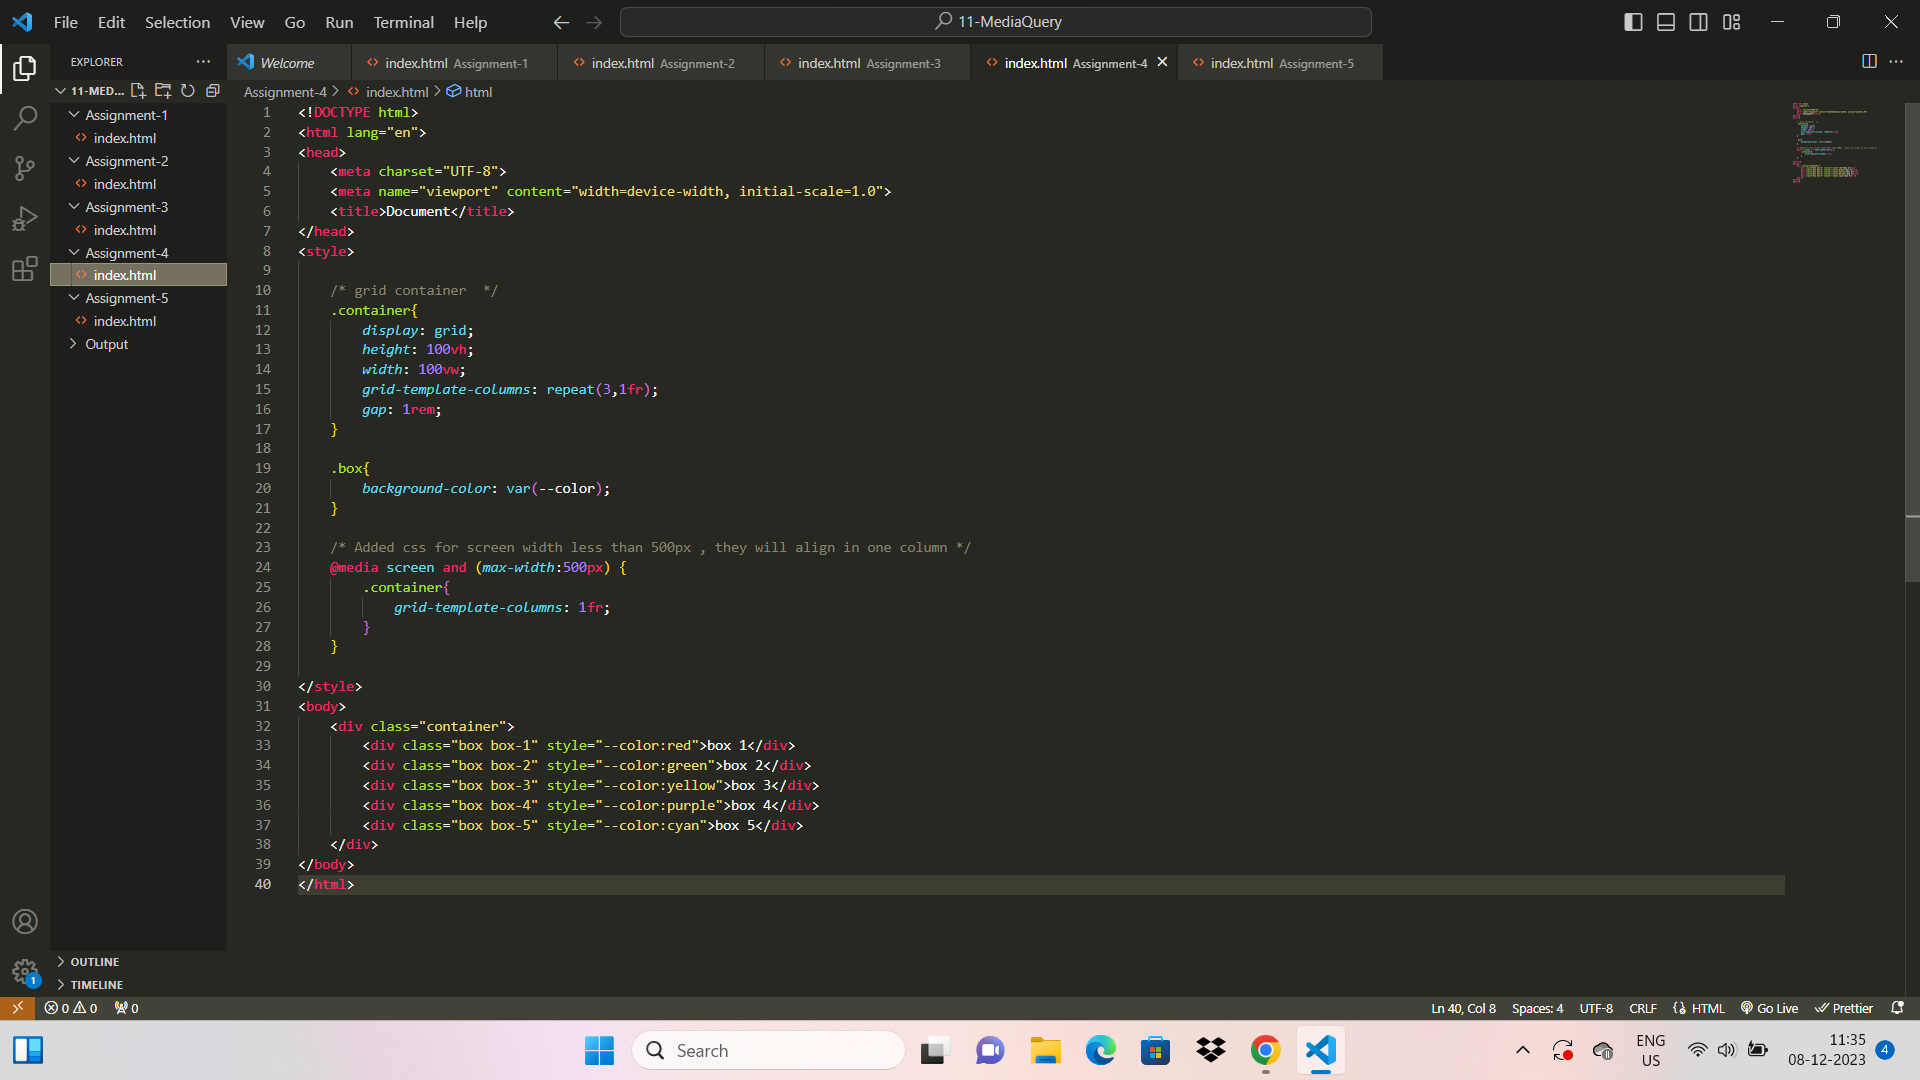 File Edit Selection View Go Run Terminal Help
11-MediaQuery
EXPLORER
Welcome
index.html Assignment-1
index.html Assignment-2
index.html Assignment-3
index.html Assignment-4
index.html Assignment-5
11-MED...
Assignment-4 > index.html > html
Assignment-1
index.html
Assignment-2
index.html
Assignment-3
index.html
Assignment-4
index.html
Assignment-5
index.html
Output
1 <!DOCTYPE html>
2 <html lang="en">
3 <head>
4 <meta charset="UTF-8">
5 <meta name="viewport" content="width=device-width, initial-scale=1.0">
6 <title>Document</title>
7 </head>
8 <style>
9
10 /* grid container  */
11 .container{
12 display: grid;
13 height: 100vh;
14 width: 100vw;
15 grid-template-columns: repeat(3,1fr);
16 gap: 1rem;
17 }
18
19 .box{
20 background-color: var(--color);
21 }
22
23 /* Added css for screen width less than 500px , they will align in one column */
24 @media screen and (max-width:500px) {
25 .container{
26 grid-template-columns: 1fr;
27 }
28 }
29
30 </style>
31 <body>
32 <div class="container">
33 <div class="box box-1" style="--color:red">box 1</div>
34 <div class="box box-2" style="--color:green">box 2</div>
35 <div class="box box-3" style="--color:yellow">box 3</div>
36 <div class="box box-4" style="--color:purple">box 4</div>
37 <div class="box box-5" style="--color:cyan">box 5</div>
38 </div>
39 </body>
40 </html>
OUTLINE
TIMELINE
1
0 0 0
Ln 40, Col 8 Spaces: 4 UTF-8 CRLF HTML Go Live Prettier
Search
ENG
US
11:35
08-12-2023
4